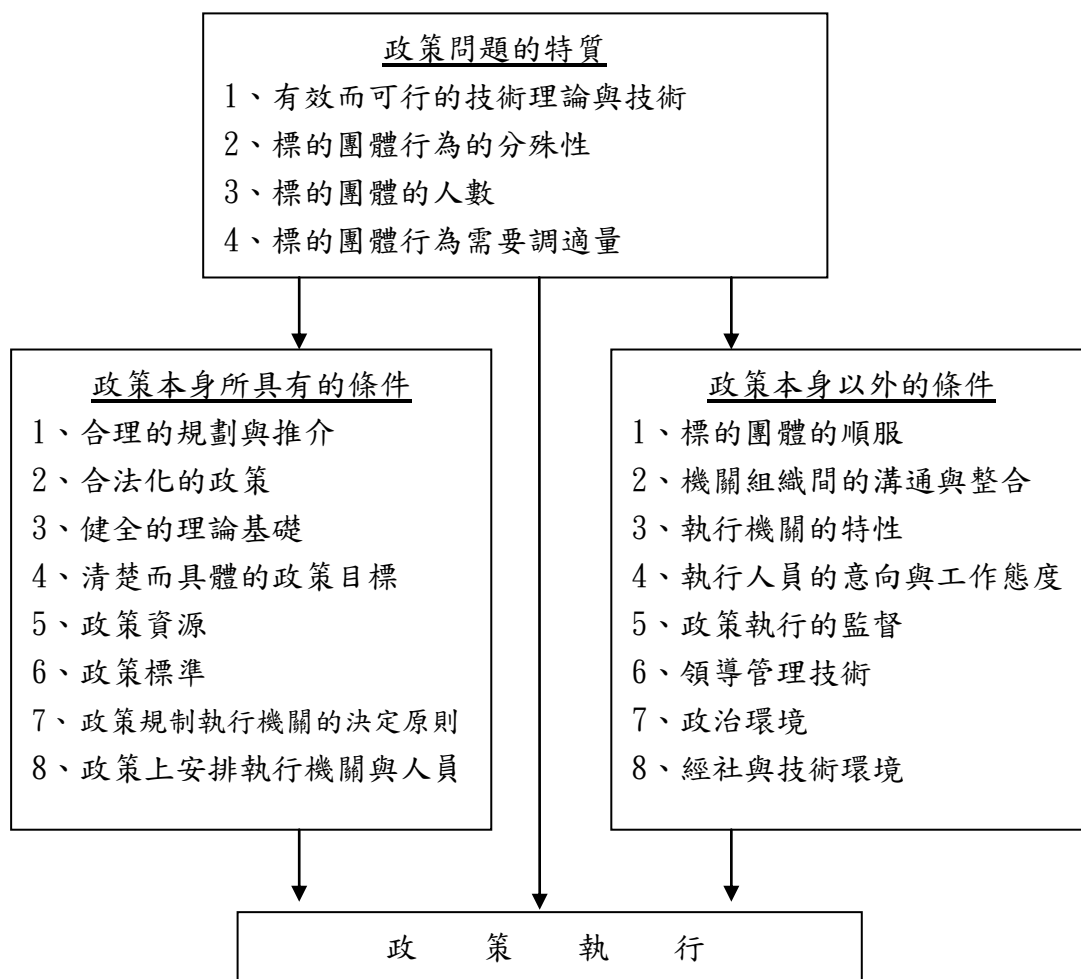 政策問題的特質
1、有效而可行的技術理論與技術
2、標的團體行為的分殊性
3、標的團體的人數
4、標的團體行為需要調適量
政策本身所具有的條件
1、合理的規劃與推介
2、合法化的政策
3、健全的理論基礎
4、清楚而具體的政策目標
5、政策資源
6、政策標準
7、政策規制執行機關的決定原則
8、政策上安排執行機關與人員
政策本身以外的條件
1、標的團體的順服
2、機關組織間的溝通與整合
3、執行機關的特性
4、執行人員的意向與工作態度
5、政策執行的監督
6、領導管理技術
7、政治環境
8、經社與技術環境
政 策 執 行